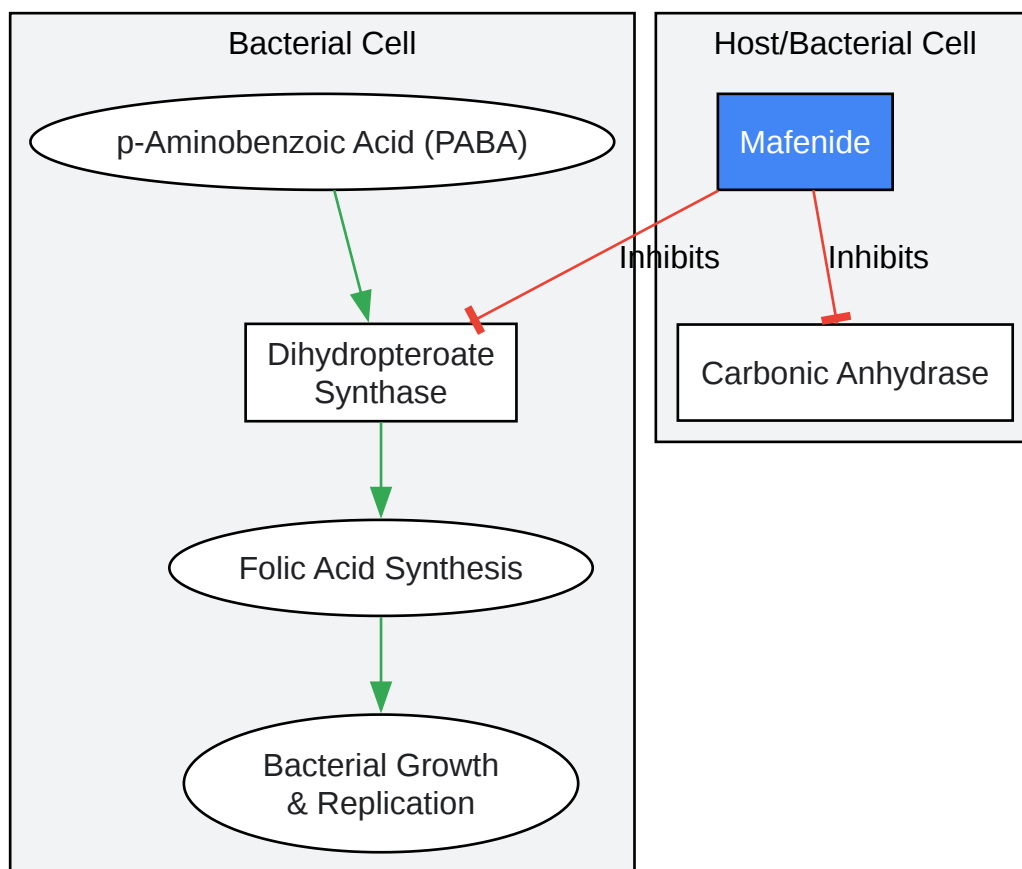 Bacterial Cell
p-Aminobenzoic Acid (PABA)
Dihydropteroate
Synthase
Folic Acid Synthesis
Bacterial Growth
& Replication
Host/Bacterial Cell
Mafenide
Inhibits
Inhibits
Carbonic Anhydrase